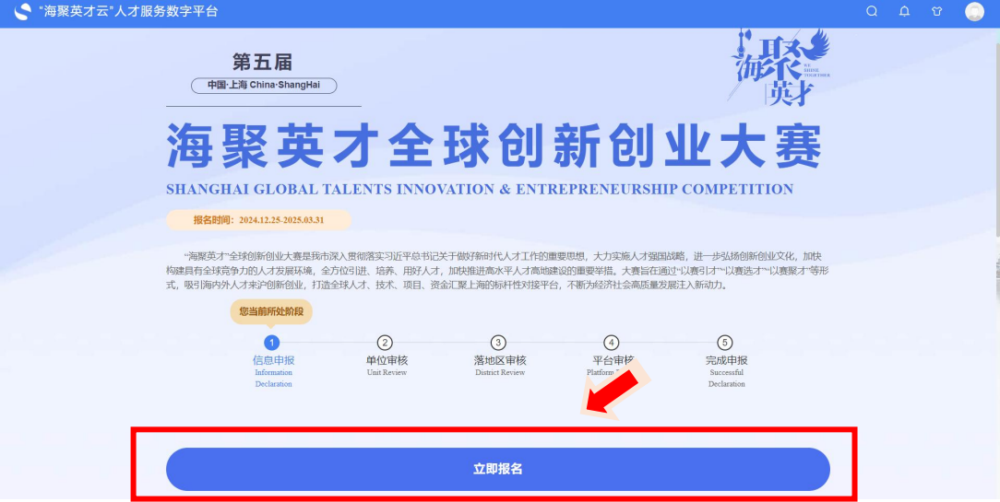 “海聚英才云”人才服务数字平台
第五届
中国·上海 China·ShangHai
海聚英才
WE
SHINE
TOGETHER
海聚英才全球创新创业大赛
SHANGHAI GLOBAL TALENTS INNOVATION & ENTREPRENEURSHIP COMPETITION
报名时间：2024.12.25-2025.03.31
“海聚英才”全球创新创业大赛是我市深入贯彻落实习近平总书记关于做好新时代人才工作的重要思想，大力实施人才强国战略，进一步弘扬创新创业文化，加快
构建具有全球竞争力的人才发展环境，全方位引进、培养、用好人才，加快推进高水平人才高地建设的重要举措。大赛旨在通过“以赛引才”“以赛选才”“以赛聚才”等形
式，吸引海内外人才来沪创新创业，打造全球人才、技术、项目、资金汇聚上海的标杆性对接平台，不断为经济社会高质量发展注入新动力。
您当前所处阶段
1 2 3 4 5
信息申报 单位审核 落地区审核 平台审核 完成申报
Information Unit Review District Review Platform Successful
Declaration Declaration
立即报名